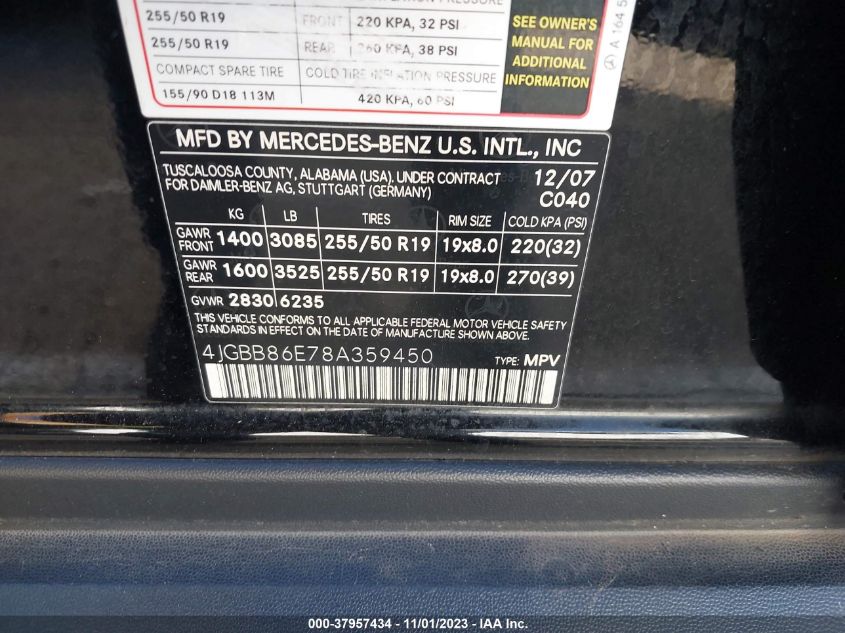 255/50 R19 FRONT 220 KPA, 32 PSI
255/50 R19 REAR 260 KPA, 38 PSI
COMPACT SPARE TIRE COLD TIRE INFLATION PRESSURE
155/90 D18 113M 420 KPA, 60 PSI
SEE OWNER'S
MANUAL FOR
ADDITIONAL
INFORMATION
A 164 5
MFD BY MERCEDES-BENZ U.S. INTL., INC
TUSCALOOSA COUNTY, ALABAMA (USA). UNDER CONTRACT 12/07
FOR DAIMLER-BENZ AG, STUTTGART (GERMANY) C040
KG LB TIRES RIM SIZE COLD KPA (PSI)
GAWR FRONT 1400 3085 255/50 R19 19x8.0 220(32)
GAWR REAR 1600 3525 255/50 R19 19x8.0 270(39)
GVWR 2830 6235
THIS VEHICLE CONFORMS TO ALL APPLICABLE FEDERAL MOTOR VEHICLE SAFETY
STANDARDS IN EFFECT ON THE DATE OF MANUFACTURE SHOWN ABOVE.
4JGBB86E78A359450 TYPE: MPV
000-37957434 - 11/01/2023 - IAA Inc.